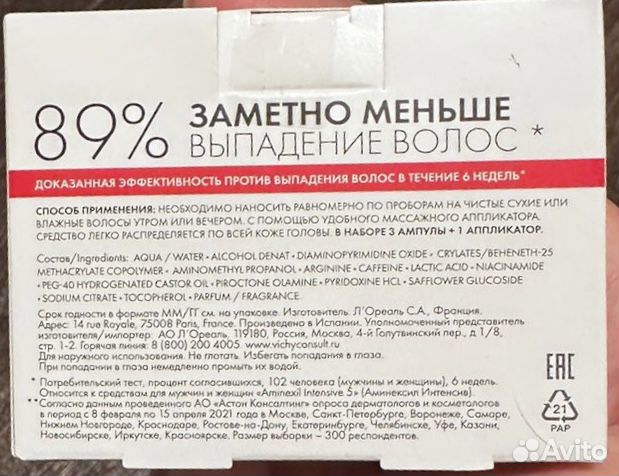 89% ЗАМЕТНО МЕНЬШЕ
ВЫПАДЕНИЕ ВОЛОС *
ДОКАЗАННАЯ ЭФФЕКТИВНОСТЬ ПРОТИВ ВЫПАДЕНИЯ ВОЛОС В ТЕЧЕНИЕ 6 НЕДЕЛЬ*
СПОСОБ ПРИМЕНЕНИЯ: НЕОБХОДИМО НАНОСИТЬ РАВНОМЕРНО ПО ПРОБОРАМ НА ЧИСТЫЕ СУХИЕ ИЛИ
ВЛАЖНЫЕ ВОЛОСЫ УТРОМ ИЛИ ВЕЧЕРОМ. С ПОМОЩЬЮ УДОБНОГО МАССАЖНОГО АППЛИКАТОРА.
СРЕДСТВО ЛЕГКО РАСПРЕДЕЛЯЕТСЯ ПО ВСЕЙ КОЖЕ ГОЛОВЫ. В НАБОРЕ 3 АМПУЛЫ + 1 АППЛИКАТОР.
Состав/Ingredients: AQUA / WATER • ALCOHOL DENAT • DIAMINOPYRIMIDINE OXIDE • CRYLATES/BEHENETH-25
METHACRYLATE COPOLYMER • AMINOMETHYL PROPANOL • ARGININE • CAFFEINE • LACTIC ACID • NIACINAMIDE
• PEG-40 HYDROGENATED CASTOR OIL • PIROCTONE OLAMINE • PYRIDOXINE HCL • SAFFLOWER GLUCOSIDE
• SODIUM CITRATE • TOCOPHEROL • PARFUM / FRAGRANCE.
Срок годности в формате ММ/ГГ см. на упаковке. Изготовитель. Л'Ореаль С.А., Франция.
Адрес: 14 rue Royale, 75008 Paris, France. Произведено в Испании. Уполномоченный представитель
изготовителя/импортер: АО Л'Ореаль, 119180, Россия, Москва, 4-й Голутвинский пер., д 1/8,
стр. 1-2. Горячая линия: 8 (800) 200 4005. www.vichyconsult.ru
Для наружного использования. Не глотать. Избегать попадания в глаза.
При попадании в глаза немедленно промыть их водой.
* Потребительский тест, процент согласившихся, 102 человека (мужчины и женщины), 6 недель.
Относится к средствам для мужчин и женщин «Aminexil Intensive 5» (Аминексил Интенсив).
**Согласно данным проведенного АО «Астон Консалтинг» опроса дерматологов и косметологов
в период с 8 февраля по 15 апреля 2021 года в Москве, Санкт-Петербурге, Воронеже, Самаре,
Нижнем Новгороде, Краснодаре, Ростове-на-Дону, Екатеринбурге, Челябинске, Уфе, Казани,
Новосибирске, Иркутске, Красноярске. Размер выборки – 300 респондентов.
EAC
21
PAP
Avito